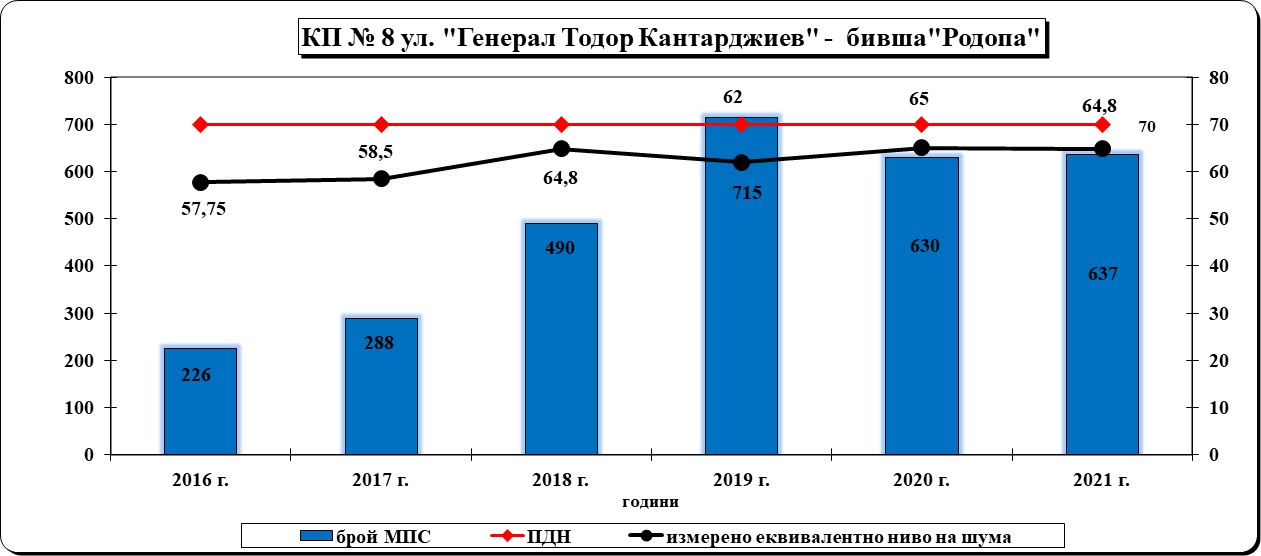 КП № 8 ул. "Генерал Тодор Кантарджиев" - бивша"Родопа"
800 62 65 64,8 80
700 70 70
58,5
600 64,8 715 60
57,75
500 490 630 50
400 637 40
300 288 30
200 226 20
100 10
0 0
2016 г. 2017 г. 2018 г. 2019 г. 2020 г. 2021 г.
години
брой МПС ПДН измерено еквивалентно ниво на шума